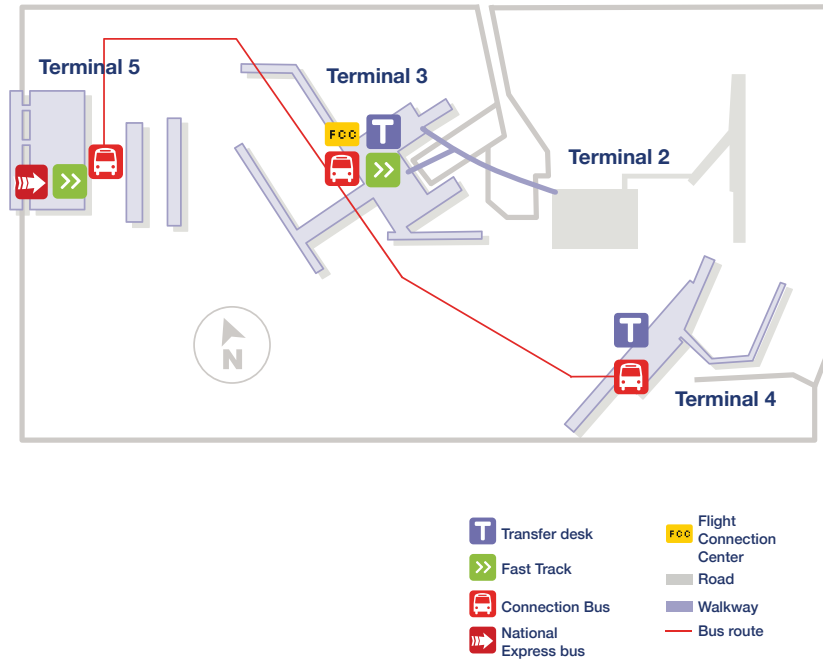 Terminal 5
Terminal 3
FCC
T
Terminal 2
T
Terminal 4
N
T
Transfer desk
FCC
Flight
Connection
Center
Fast Track
Road
Connection Bus
Walkway
National
Express bus
Bus route